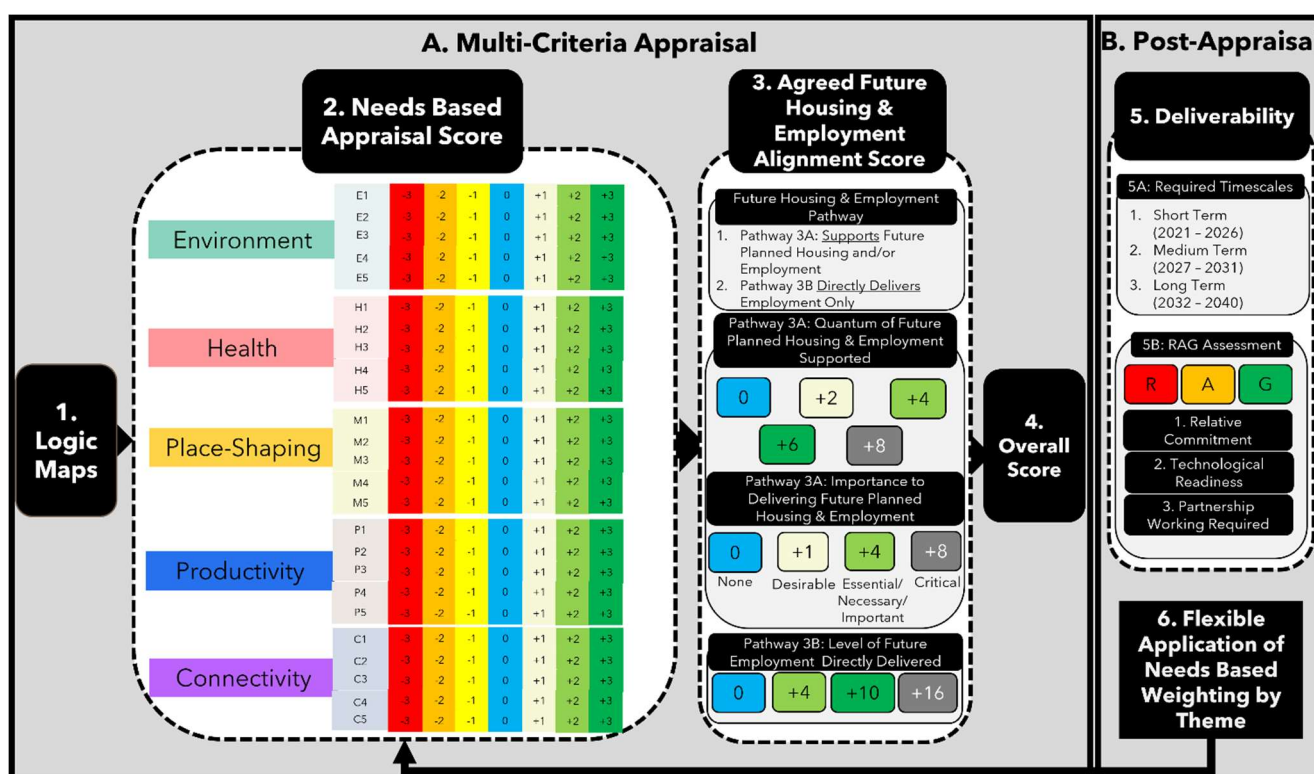 A. Multi-Criteria Appraisal
B. Post-Appraisa
1.
Logic
Maps
2. Needs Based
Appraisal Score
Environment
E1 -3 -2 -1 0 +1 +2 +3
E2 -3 -2 -1 0 +1 +2 +3
E3 -3 -2 -1 0 +1 +2 +3
E4 -3 -2 -1 0 +1 +2 +3
E5 -3 -2 -1 0 +1 +2 +3
Health
H1 -3 -2 -1 0 +1 +2 +3
H2 -3 -2 -1 0 +1 +2 +3
H3 -3 -2 -1 0 +1 +2 +3
H4 -3 -2 -1 0 +1 +2 +3
H5 -3 -2 -1 0 +1 +2 +3
Place-Shaping
M1 -3 -2 -1 0 +1 +2 +3
M2 -3 -2 -1 0 +1 +2 +3
M3 -3 -2 -1 0 +1 +2 +3
M4 -3 -2 -1 0 +1 +2 +3
M5 -3 -2 -1 0 +1 +2 +3
Productivity
P1 -3 -2 -1 0 +1 +2 +3
P2 -3 -2 -1 0 +1 +2 +3
P3 -3 -2 -1 0 +1 +2 +3
P4 -3 -2 -1 0 +1 +2 +3
P5 -3 -2 -1 0 +1 +2 +3
Connectivity
C1 -3 -2 -1 0 +1 +2 +3
C2 -3 -2 -1 0 +1 +2 +3
C3 -3 -2 -1 0 +1 +2 +3
C4 -3 -2 -1 0 +1 +2 +3
C5 -3 -2 -1 0 +1 +2 +3
3. Agreed Future
Housing &
Employment
Alignment Score
Future Housing & Employment
Pathway
1. Pathway 3A: Supports Future
Planned Housing and/or
Employment
2. Pathway 3B Directly Delivers
Employment Only
Pathway 3A: Quantum of Future
Planned Housing & Employment
Supported
0 +2 +4
+6 +8
Pathway 3A: Importance to
Delivering Future Planned
Housing & Employment
0 +1 +4 +8
None Desirable Essential/ Critical
Necessary/
Important
Pathway 3B: Level of Future
Employment Directly Delivered
0 +4 +10 +16
4.
Overall
Score
5. Deliverability
5A: Required Timescales
1. Short Term
(2021 – 2026)
2. Medium Term
(2027 – 2031)
3. Long Term
(2032 – 2040)
5B: RAG Assessment
R A G
1. Relative
Commitment
2. Technological
Readiness
3. Partnership
Working Required
6. Flexible
Application of
Needs Based
Weighting by
Theme